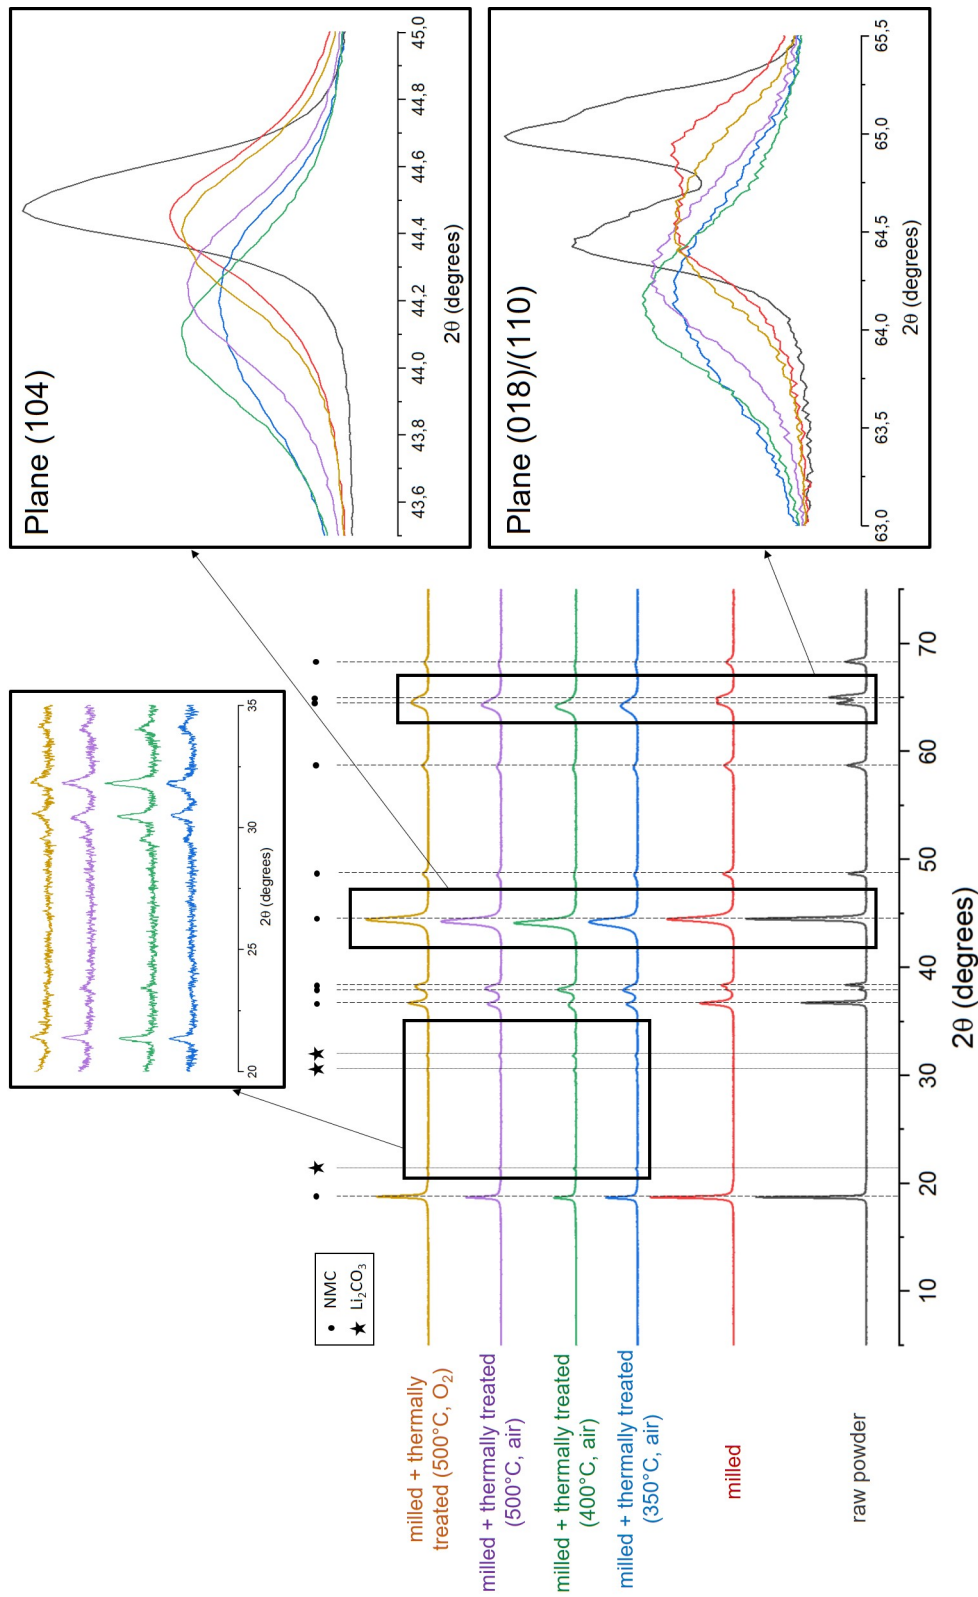 Plane (104)
43,6 43,8 44,0 44,2 44,4 44,6 44,8 45,0
2θ (degrees)
Plane (018)/(110)
63,0 63,5 64,0 64,5 65,0 65,5
2θ (degrees)
20 25 30 35
2θ (degrees)
NMC
Li₂CO₃
milled + thermally
treated (500°C, O₂)
milled + thermally treated
(500°C, air)
milled + thermally treated
(400°C, air)
milled + thermally treated
(350°C, air)
milled
raw powder
10 20 30 40 50 60 70
2θ (degrees)